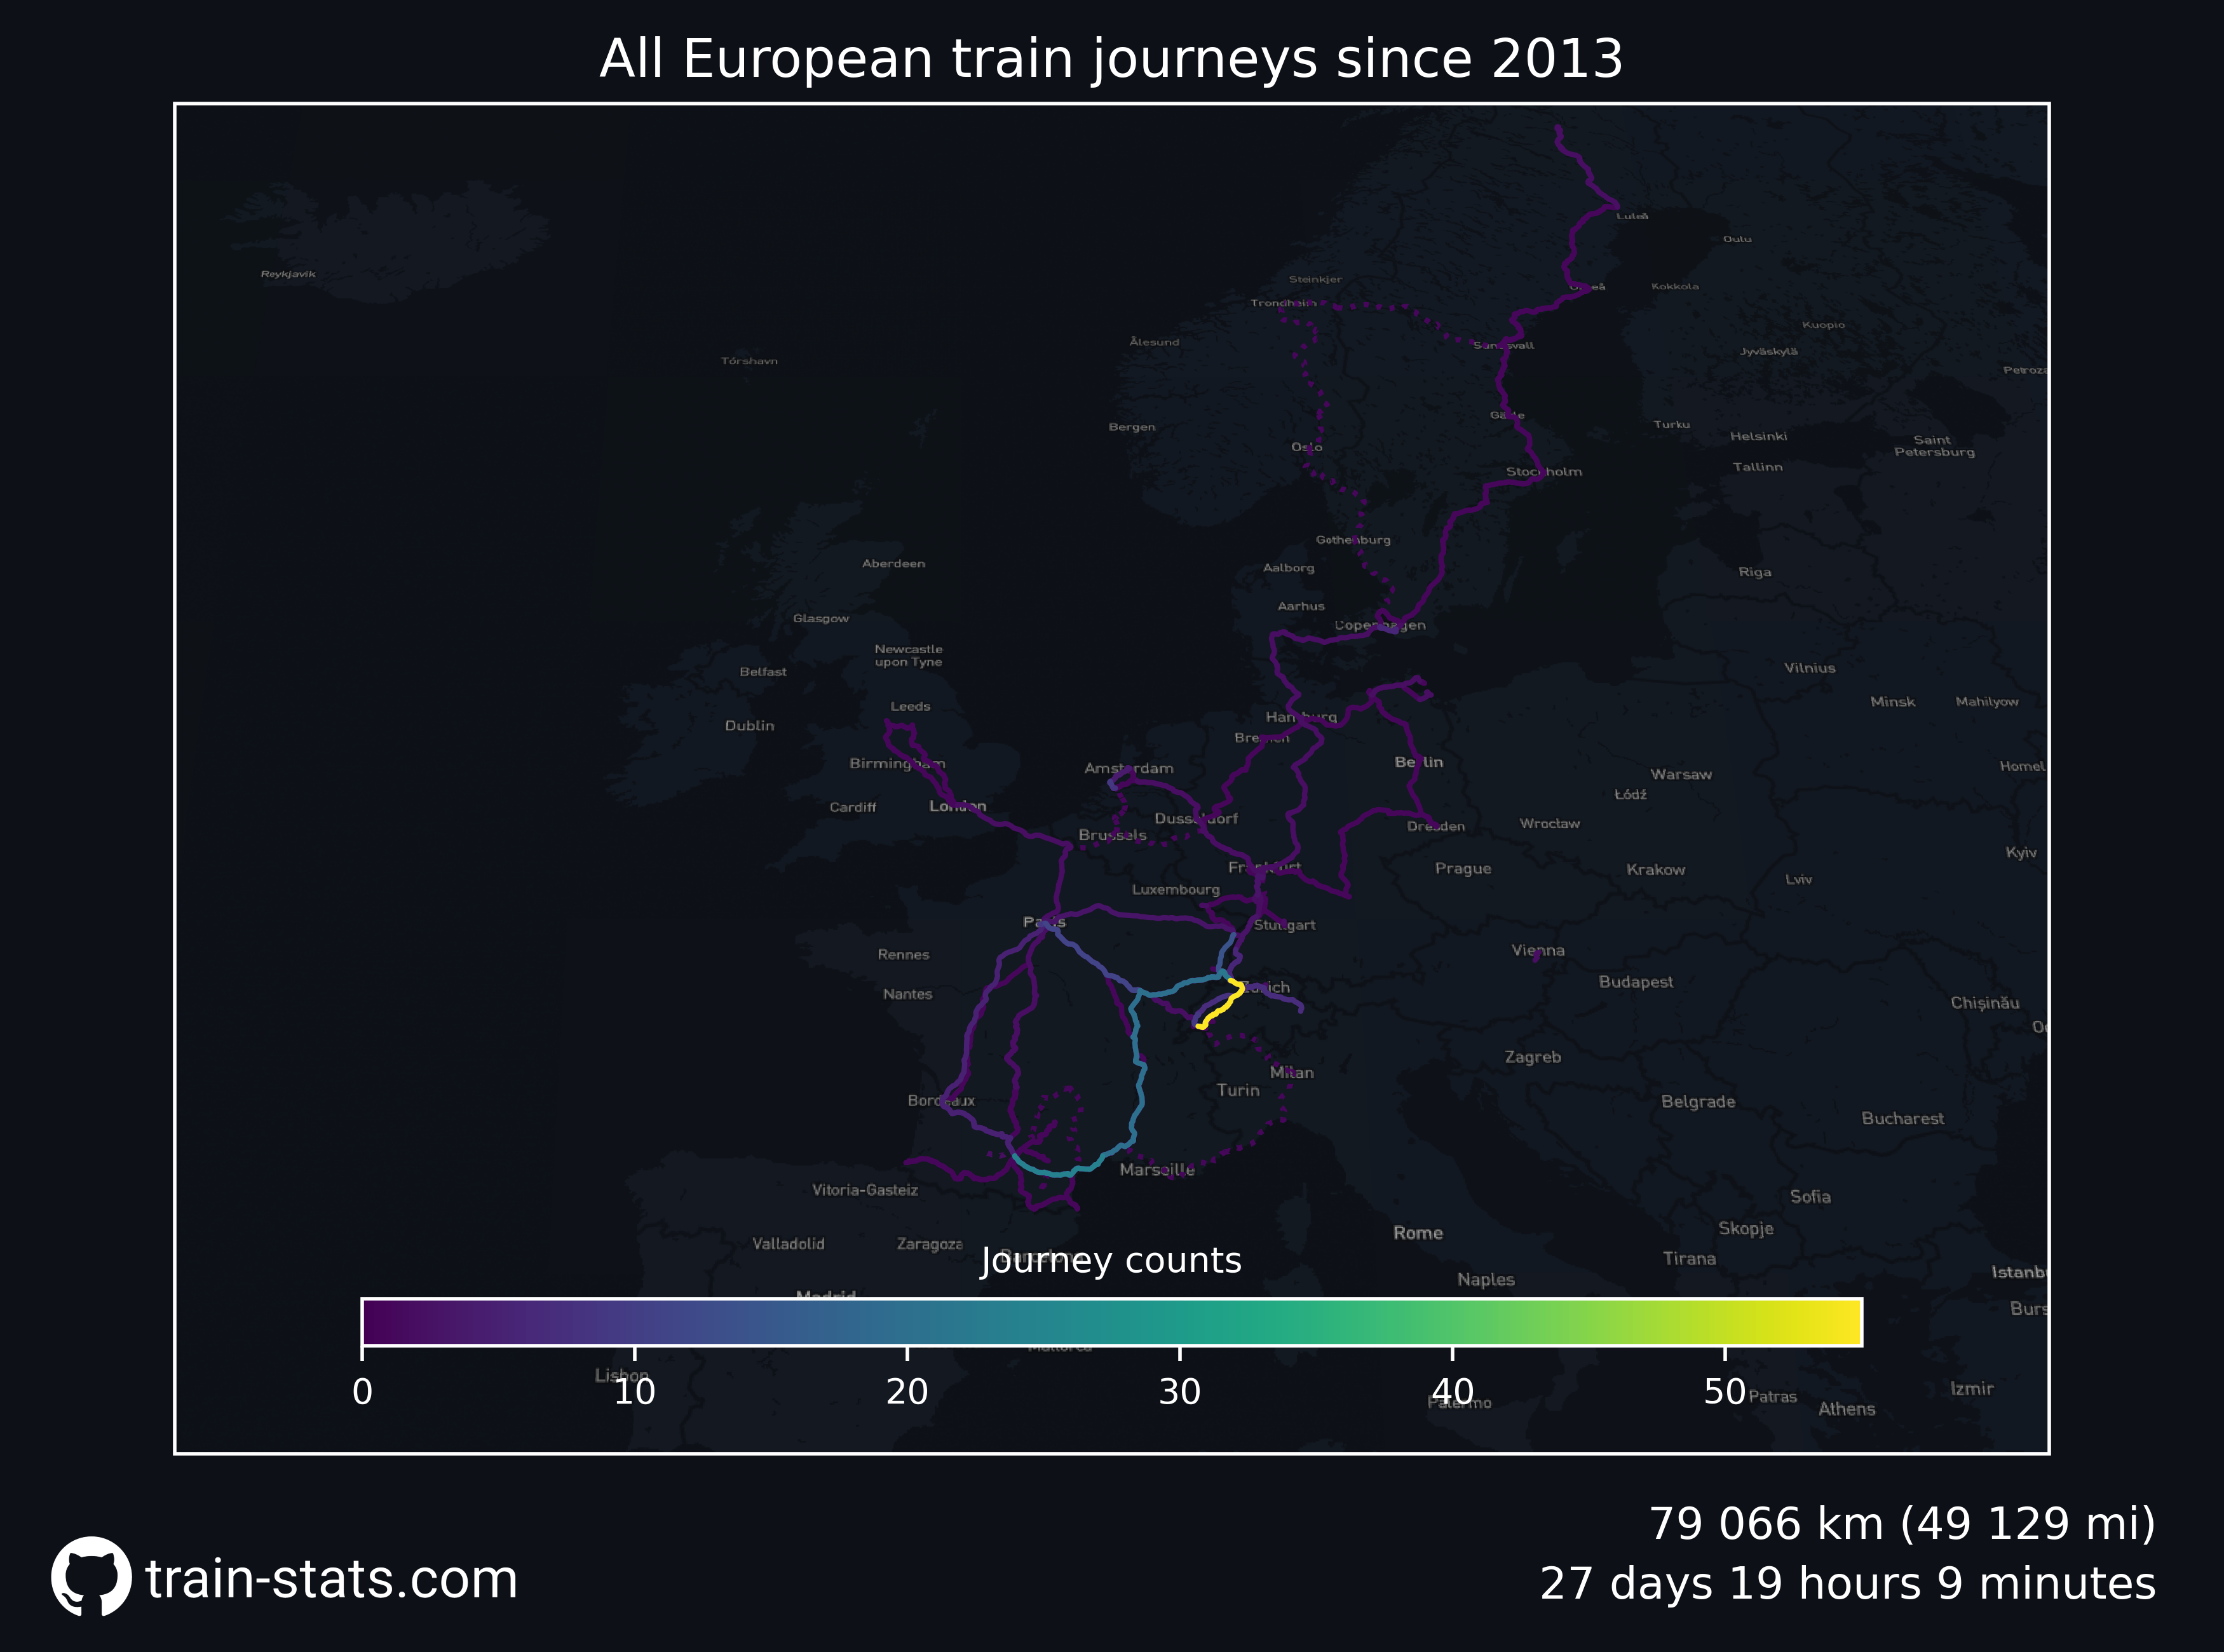 All European train journeys since 2013
Luleå
Oulu
Reykjavik
Steinkjer
Kokkola
Trondheim
Kuopio
Ålesund
Sundsvall
Jyväskylä
Tórshavn
Petroza
Gävle
Bergen
Turku
Helsinki
Saint
Petersburg
Oslo
Tallinn
Stockholm
Gothenburg
Aberdeen
Aalborg
Riga
Aarhus
Glasgow
Copenhagen
Newcastle
upon Tyne
Belfast
Vilnius
Minsk
Mahilyow
Leeds
Hamburg
Dublin
Bremen
Birmingham
Amsterdam
Berlin
Homel
Warsaw
Łódź
Cardiff
London
Dusseldorf
Wrocław
Dresden
Brussels
Kyiv
Frankfurt
Prague
Krakow
Lviv
Luxembourg
Paris
Stuttgart
Rennes
Vienna
Budapest
Zurich
Nantes
Chișinău
Zagreb
Milan
Turin
Bordeaux
Belgrade
Bucharest
Marseille
Vitoria-Gasteiz
Sofia
Skopje
Rome
Valladolid
Zaragoza
Barcelona
Tirana
Journey counts
Naples
Istanbu
Madrid
Burs
Mallorca
Lisbon
0 10 20 30 40 50
Izmir
Patras
Palermo
Athens
79 066 km (49 129 mi)
train-stats.com
27 days 19 hours 9 minutes